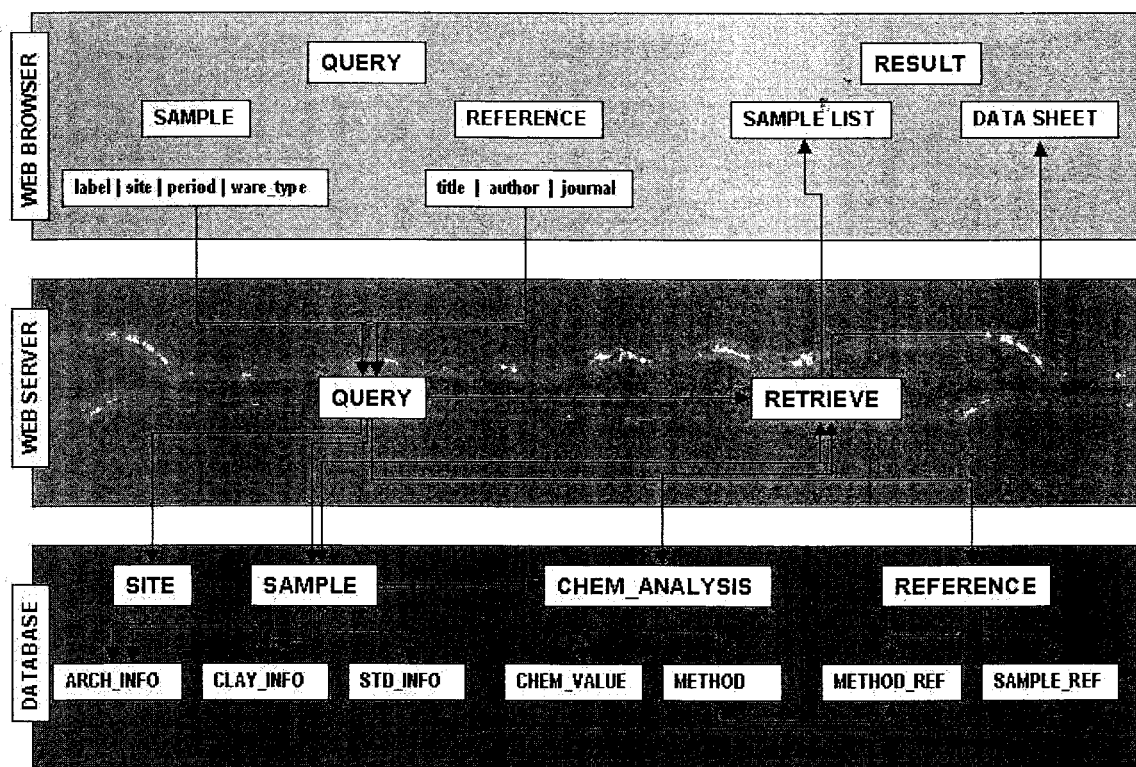 WEB BROWSER
QUERY
RESULT
SAMPLE
REFERENCE
SAMPLE LIST
DATA SHEET
label | site | period | ware_type
title | author | journal
WEB SERVER
QUERY
RETRIEVE
DATABASE
SITE
SAMPLE
CHEM_ANALYSIS
REFERENCE
ARCH_INFO
CLAY_INFO
STD_INFO
CHEM_VALUE
METHOD
METHOD_REF
SAMPLE_REF